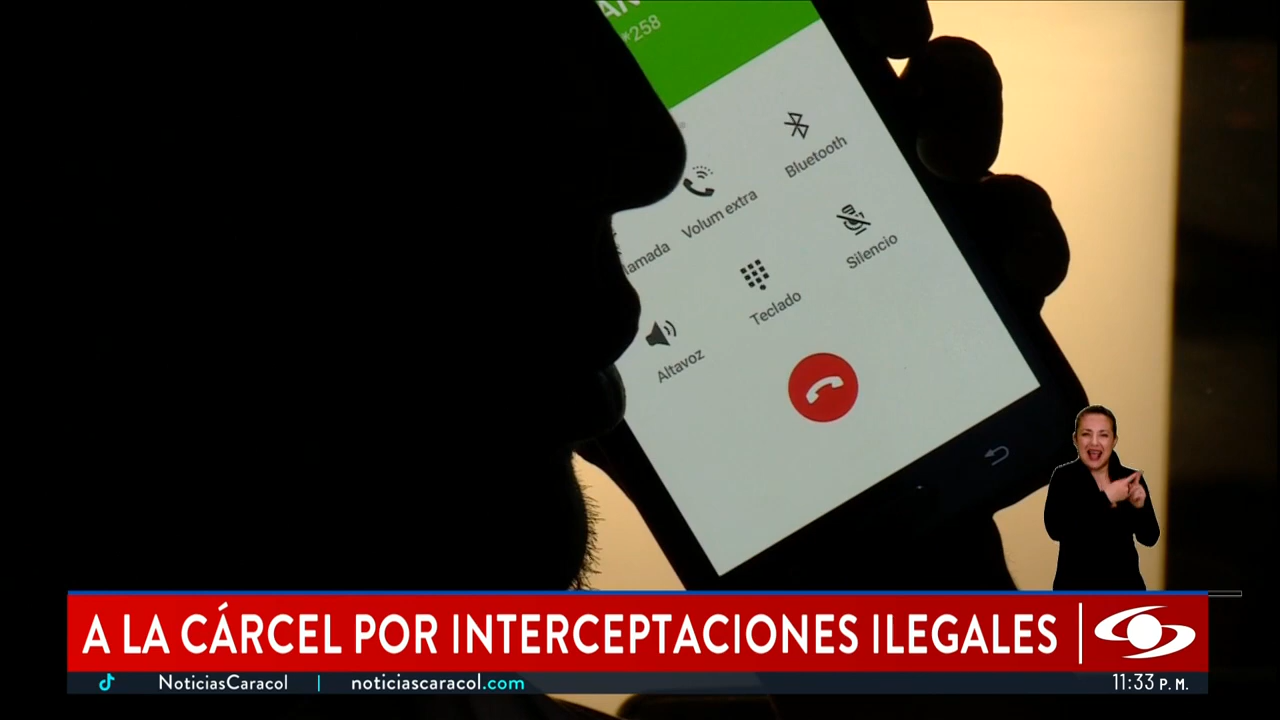 *258
Bluetooth
Volum extra
lamada
Silencio
Teclado
Altavoz
A LA CÁRCEL POR INTERCEPTACIONES ILEGALES
NoticiasCaracol | noticiascaracol.com
11:33 P. M.